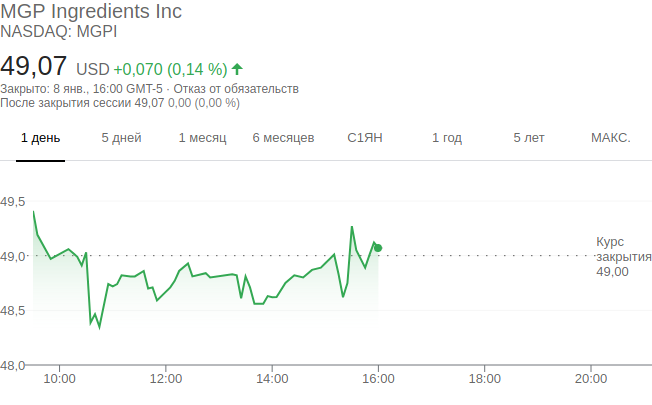 MGP Ingredients Inc
NASDAQ: MGPI
49,07 USD +0,070 (0,14 %)
Закрыто: 8 янв., 16:00 GMT-5 · Отказ от обязательств
После закрытия сессии 49,07 0,00 (0,00 %)
1 день 5 дней 1 месяц 6 месяцев С1ЯН 1 год 5 лет МАКС.
49,5
49,0
48,5
48,0
Курс
закрытия
49,00
10:00 12:00 14:00 16:00 18:00 20:00